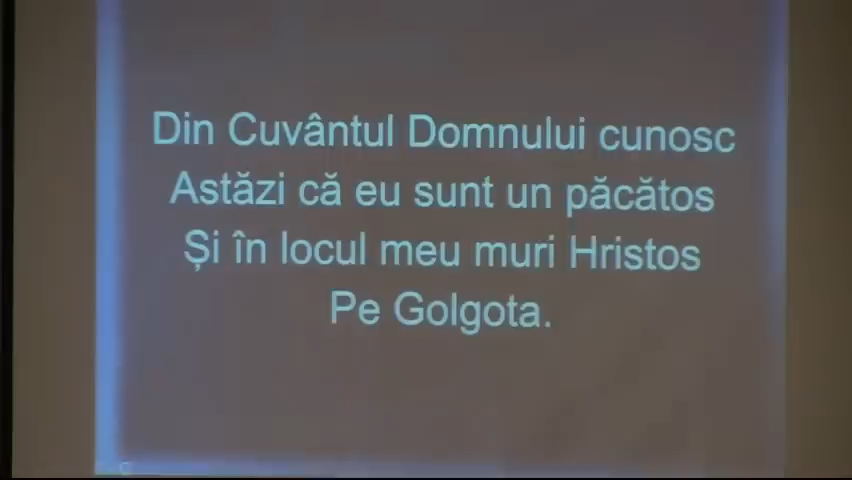 Din Cuvântul Domnului cunosc
Astăzi că eu sunt un păcătos
Și în locul meu muri Hristos
Pe Golgota.